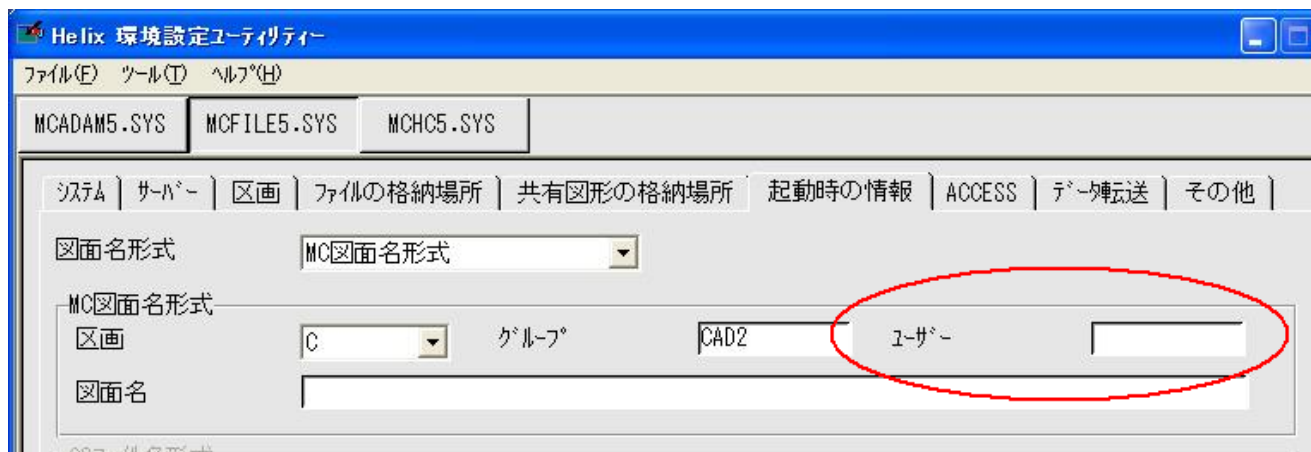 Helix 環境設定ﾕｰﾃｨﾘﾃｨｰ
ﾌｧｲﾙ(F) ﾂｰﾙ(T) ﾍﾙﾌﾟ(H)
MCADAM5.SYS MCFILE5.SYS MCHC5.SYS
ｼｽﾃﾑ ｻｰﾊﾞｰ 区画 ﾌｧｲﾙの格納場所 共有図形の格納場所 起動時の情報 ACCESS ﾃﾞｰﾀ転送 その他
図面名形式 MC図面名形式
MC図面名形式
区画 C ｸﾞﾙｰﾌﾟ CAD2 ﾕｰｻﾞｰ
図面名